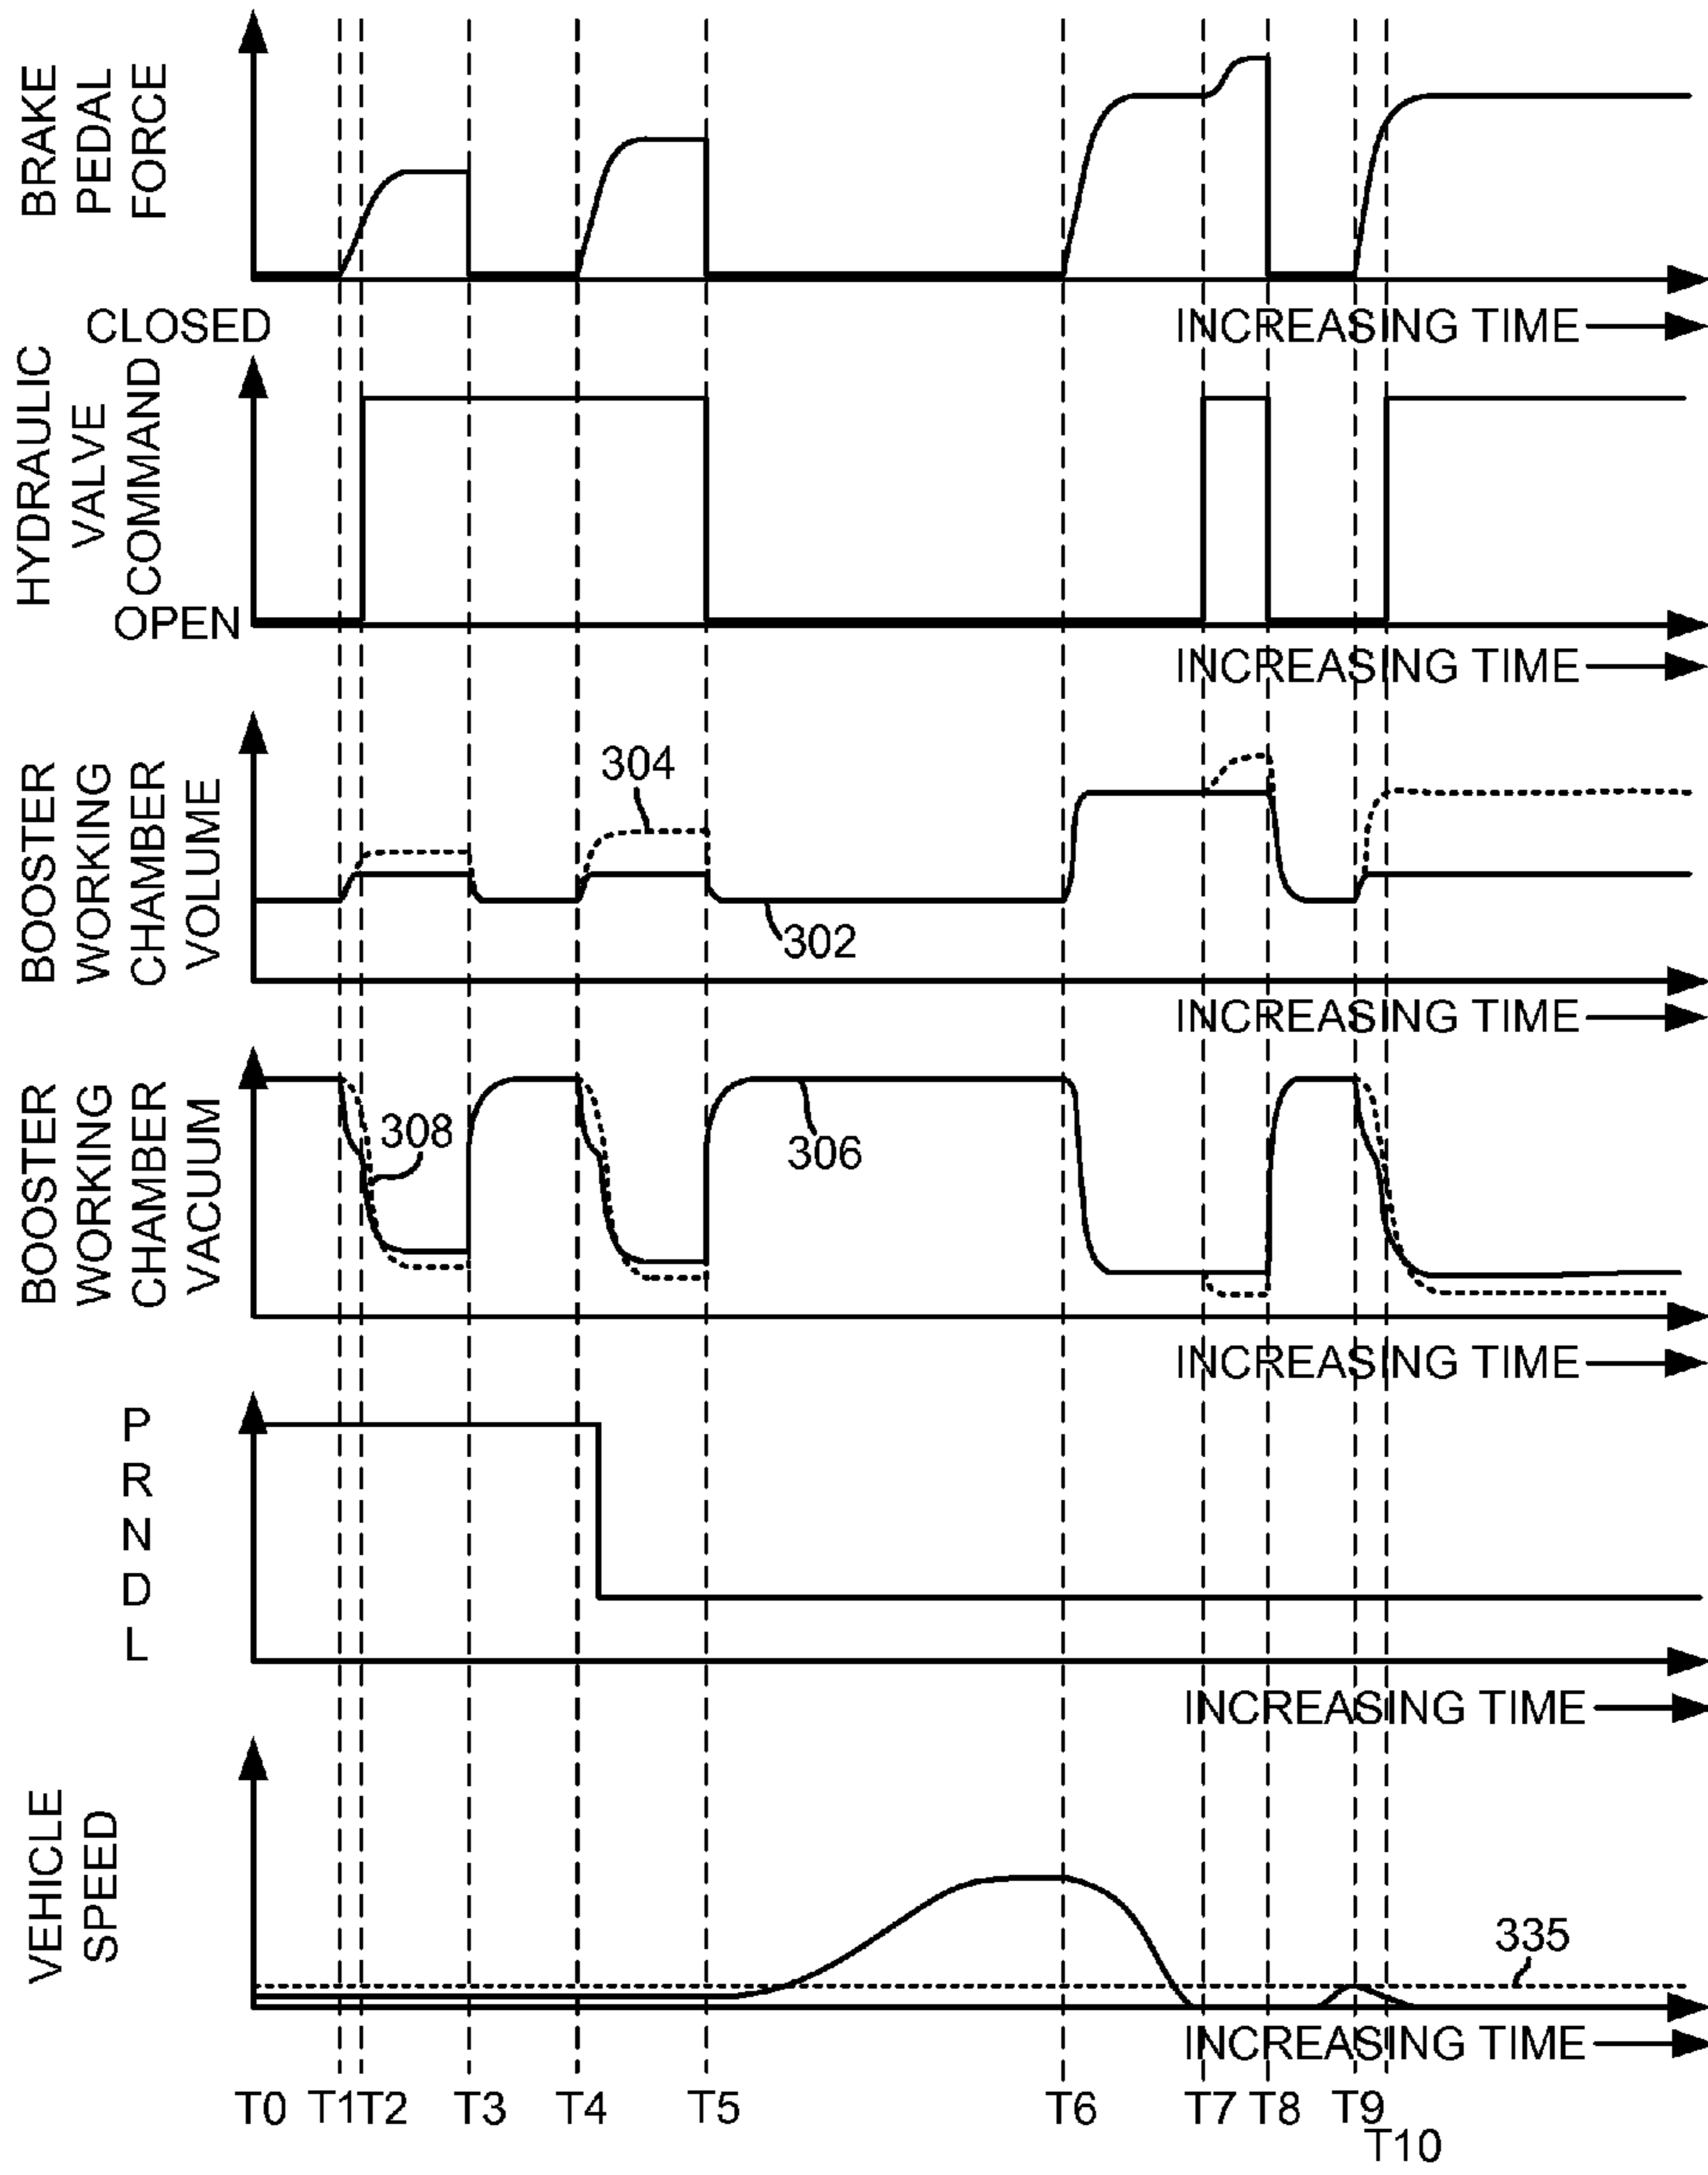 BRAKE
PEDAL
FORCE
INCREASING TIME
CLOSED
HYDRAULIC
VALVE
COMMAND
OPEN
INCREASING TIME
BOOSTER
WORKING
CHAMBER
VOLUME
304
302
INCREASING TIME
BOOSTER
WORKING
CHAMBER
VACUUM
308
306
INCREASING TIME
P
R
N
D
L
INCREASING TIME
VEHICLE
SPEED
335
INCREASING TIME
T0 T1 T2 T3 T4 T5 T6 T7 T8 T9
T10